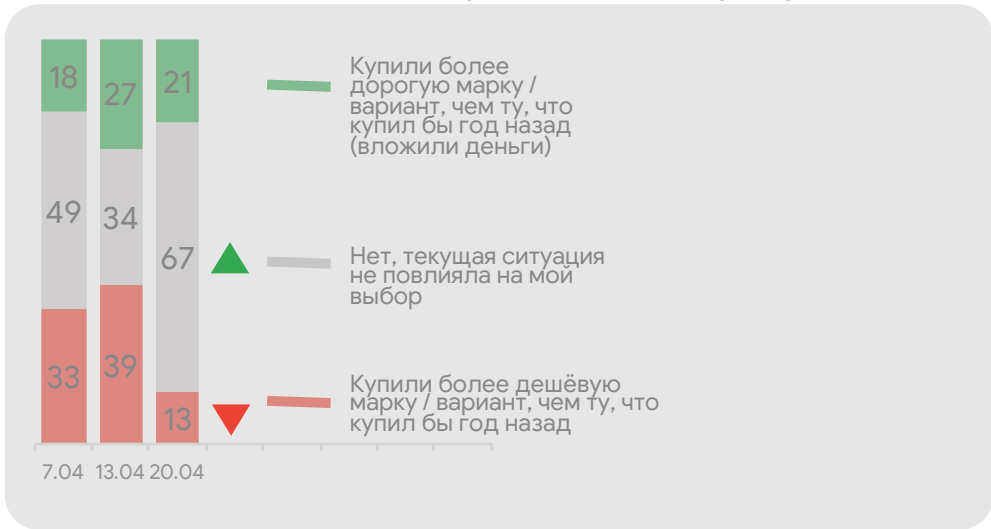 18
27
21
49
34
67
33
39
13
Купили более
дорогую марку /
вариант, чем ту, что
купил бы год назад
(вложили деньги)
Нет, текущая ситуация
не повлияла на мой
выбор
Купили более дешёвую
марку / вариант, чем ту, что
купил бы год назад
7.04 13.04 20.04